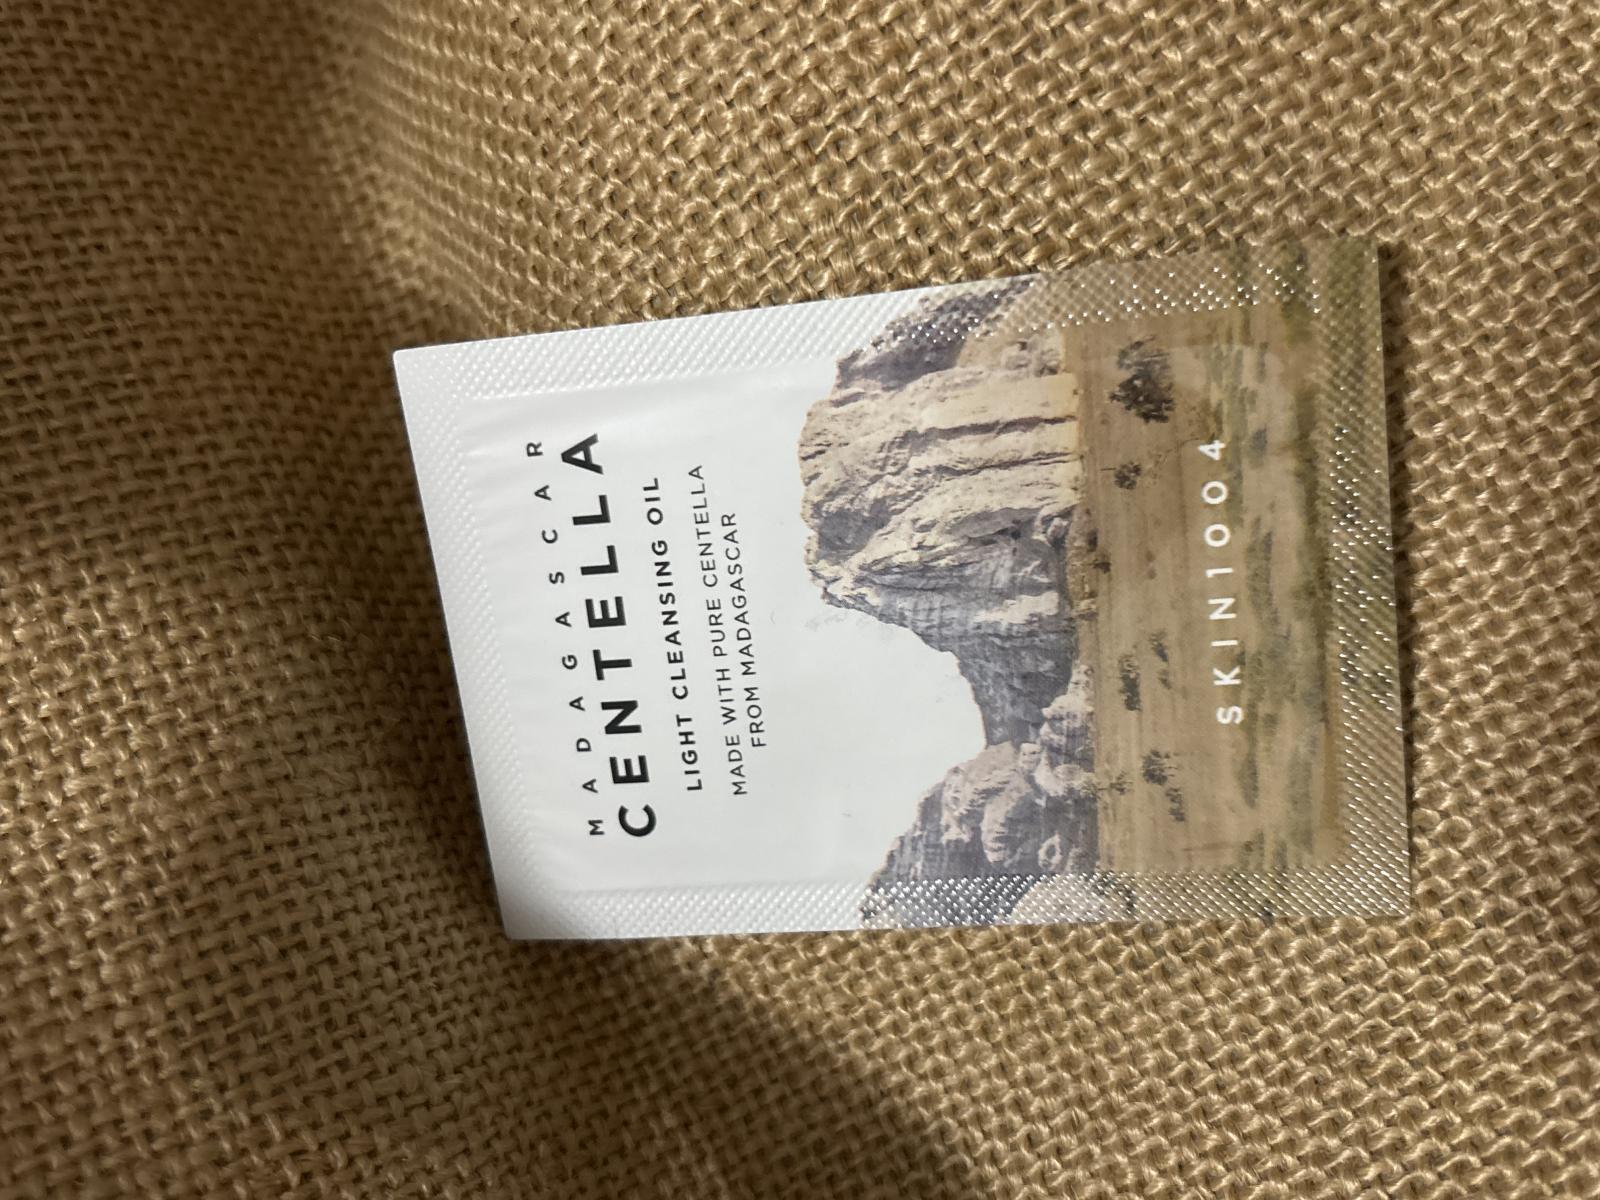 MADAGASCAR
CENTELLA
LIGHT CLEANSING OIL
MADE WITH PURE CENTELLA
FROM MADAGASCAR
SKIN1004